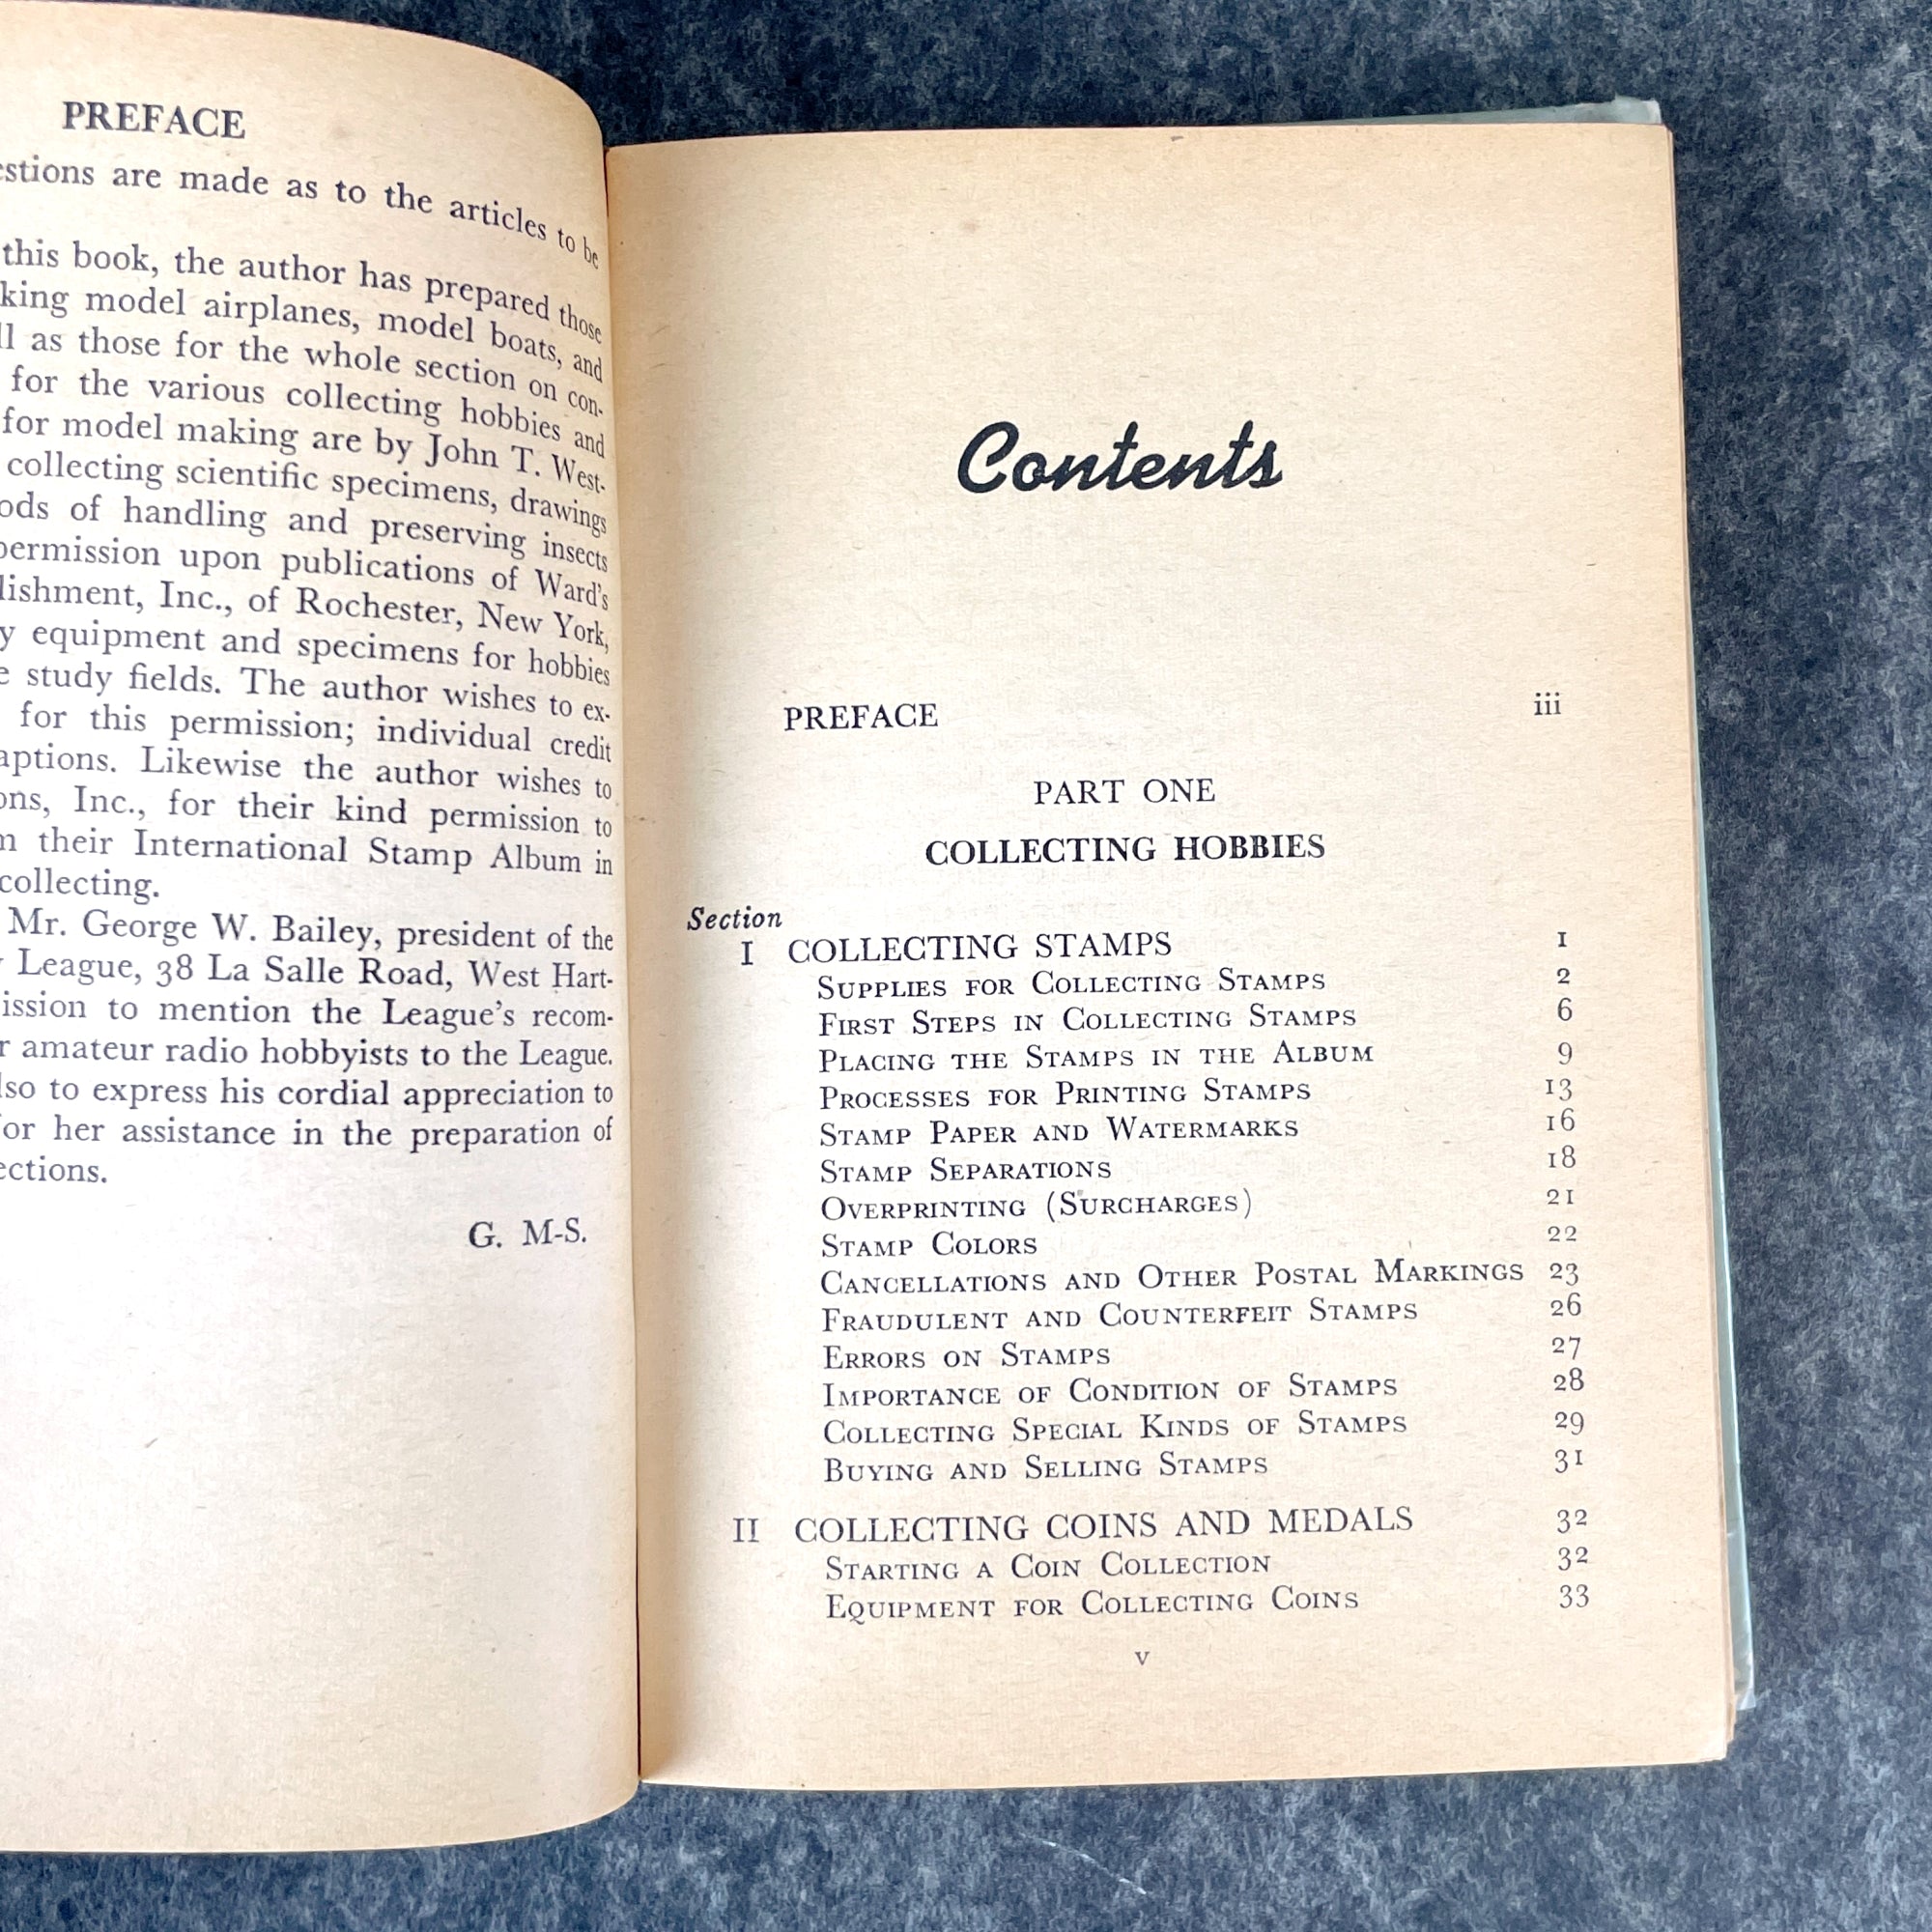 PREFACE
are made as to the articles to be
this book, the author has prepared those
model airplanes, model boats, and
as those for the whole section on con-
for the various collecting hobbies and
for model making are by John T. West-
collecting scientific specimens, drawings
of handling and preserving insects
permission upon publications of Ward's
Inc., of Rochester, New York,
equipment and specimens for hobbies
study fields. The author wishes to ex-
for this permission; individual credit
Likewise the author wishes to
Inc., for their kind permission to
their International Stamp Album in
collecting.
Mr. George W. Bailey, president of the
League, 38 La Salle Road, West Hart-
to mention the League's recom-
amateur radio hobbyists to the League.
to express his cordial appreciation to
for her assistance in the preparation of
G. M-S.
Contents
PREFACE iii
PART ONE
COLLECTING HOBBIES
Section
I COLLECTING STAMPS 1
SUPPLIES FOR COLLECTING STAMPS 2
FIRST STEPS IN COLLECTING STAMPS 6
PLACING THE STAMPS IN THE ALBUM 9
PROCESSES FOR PRINTING STAMPS 13
STAMP PAPER AND WATERMARKS 16
STAMP SEPARATIONS 18
OVERPRINTING (SURCHARGES) 21
STAMP COLORS 22
CANCELLATIONS AND OTHER POSTAL MARKINGS 23
FRAUDULENT AND COUNTERFEIT STAMPS 26
ERRORS ON STAMPS 27
IMPORTANCE OF CONDITION OF STAMPS 28
COLLECTING SPECIAL KINDS OF STAMPS 29
BUYING AND SELLING STAMPS 31
II COLLECTING COINS AND MEDALS 32
STARTING A COIN COLLECTION 32
EQUIPMENT FOR COLLECTING COINS 33
v